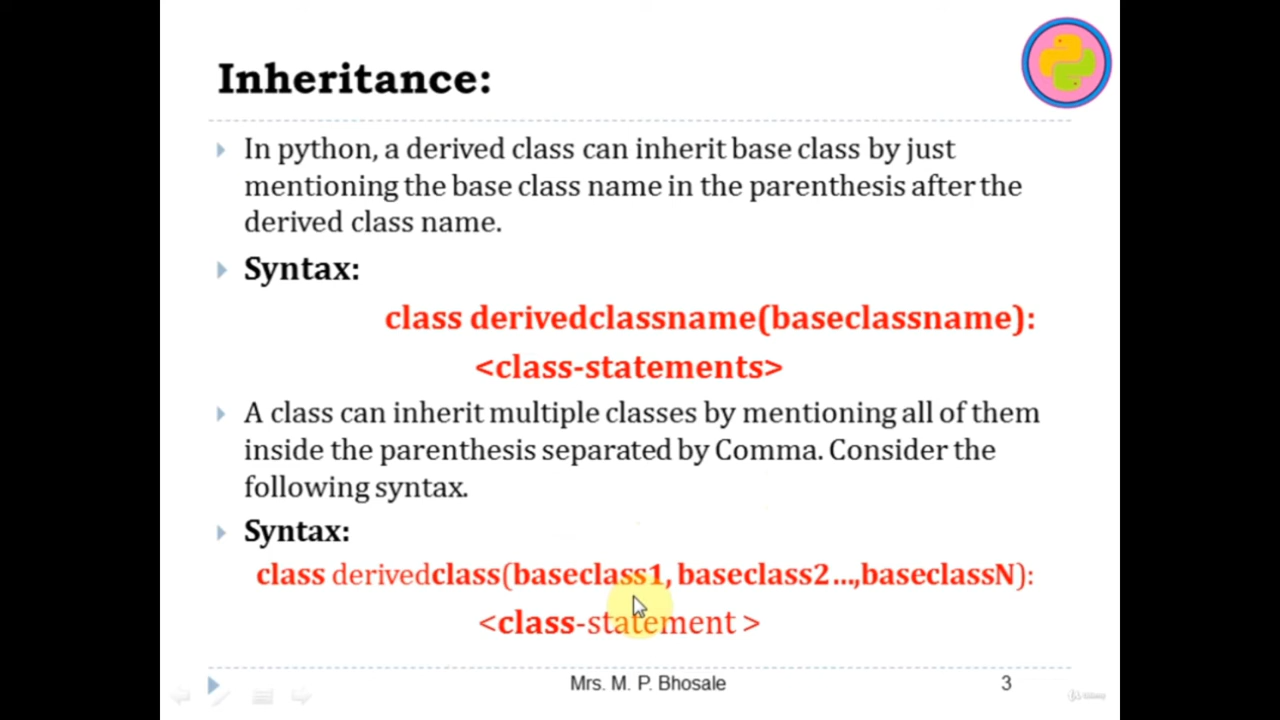 Inheritance:
In python, a derived class can inherit base class by just
mentioning the base class name in the parenthesis after the
derived class name.
Syntax:
class derivedclassname(baseclassname):
<class-statements>
A class can inherit multiple classes by mentioning all of them
inside the parenthesis separated by Comma. Consider the
following syntax.
Syntax:
class derivedclass(baseclass1, baseclass2...,baseclassN):
<class-statement >
Mrs. M. P. Bhosale 3